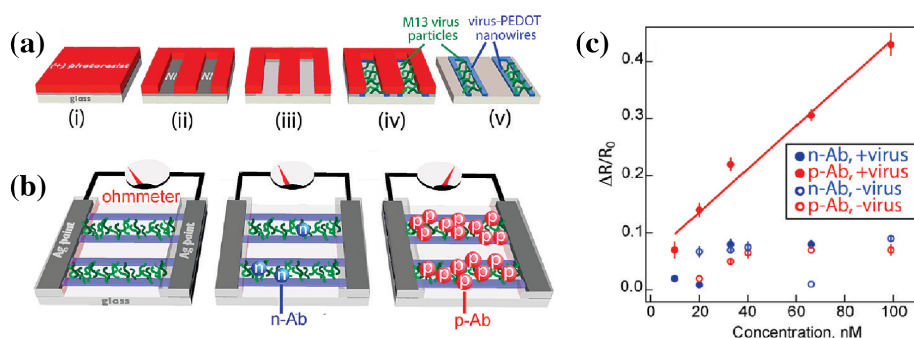 (a)
M13 virus
particles
virus-PEDOT
nanowires
(+) photoresist
glass
(i)
(ii)
(iii)
(iv)
(v)
(b)
ohmmeter
Ag paint
Ag paint
Ag paint
glass
n
n
n
n-Ab
p p p p p p p
p p p p p p p
p-Ab
(c)
ΔR/R0
0.4
0.3
0.2
0.1
0.0
n-Ab, +virus
p-Ab, +virus
n-Ab, -virus
p-Ab, -virus
0 20 40 60 80 100
Concentration, nM